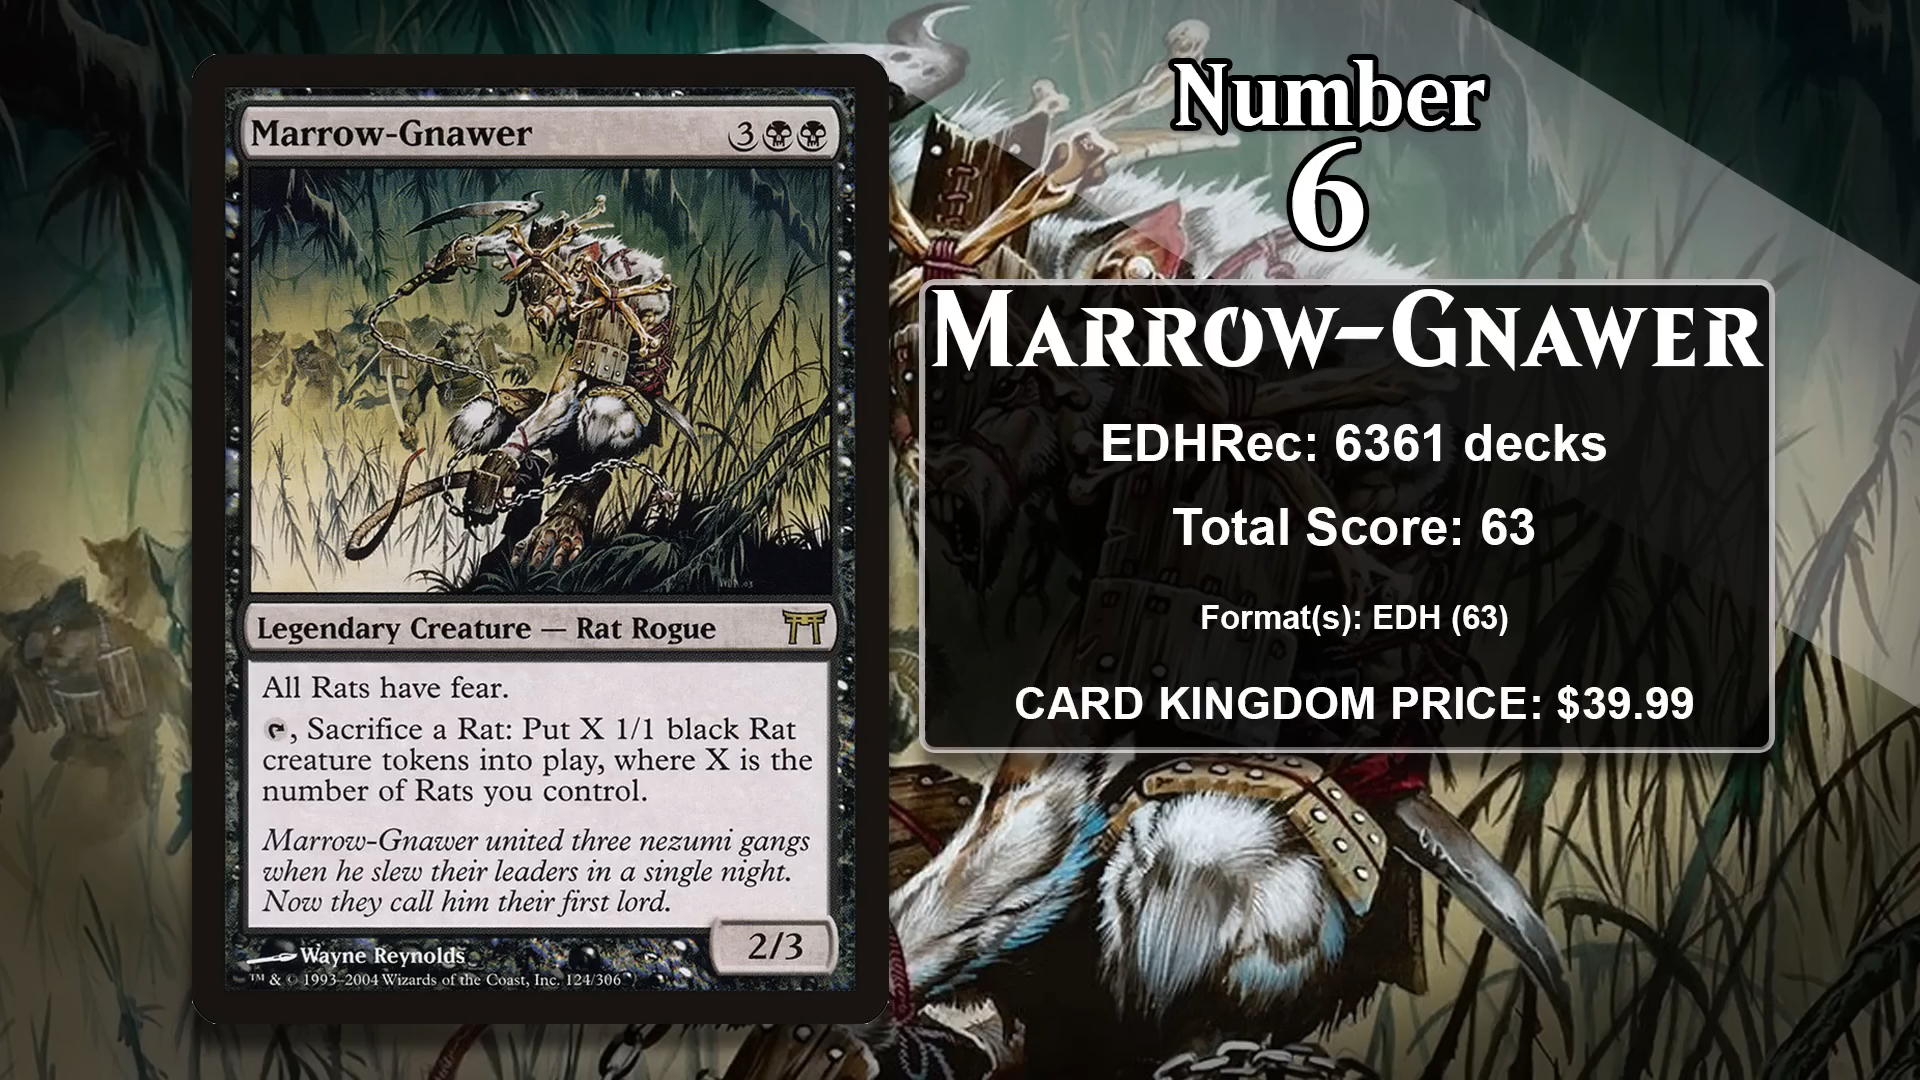 Marrow-Gnawer 3
Legendary Creature — Rat Rogue
All Rats have fear.
, Sacrifice a Rat: Put X 1/1 black Rat
creature tokens into play, where X is the
number of Rats you control.
Marrow-Gnawer united three nezumi gangs
when he slew their leaders in a single night.
Now they call him their first lord.
2/3
Wayne Reynolds
™ & © 1993–2004 Wizards of the Coast, Inc. 124/306
Number
6
MARROW-GNAWER
EDHRec: 6361 decks
Total Score: 63
Format(s): EDH (63)
CARD KINGDOM PRICE: $39.99